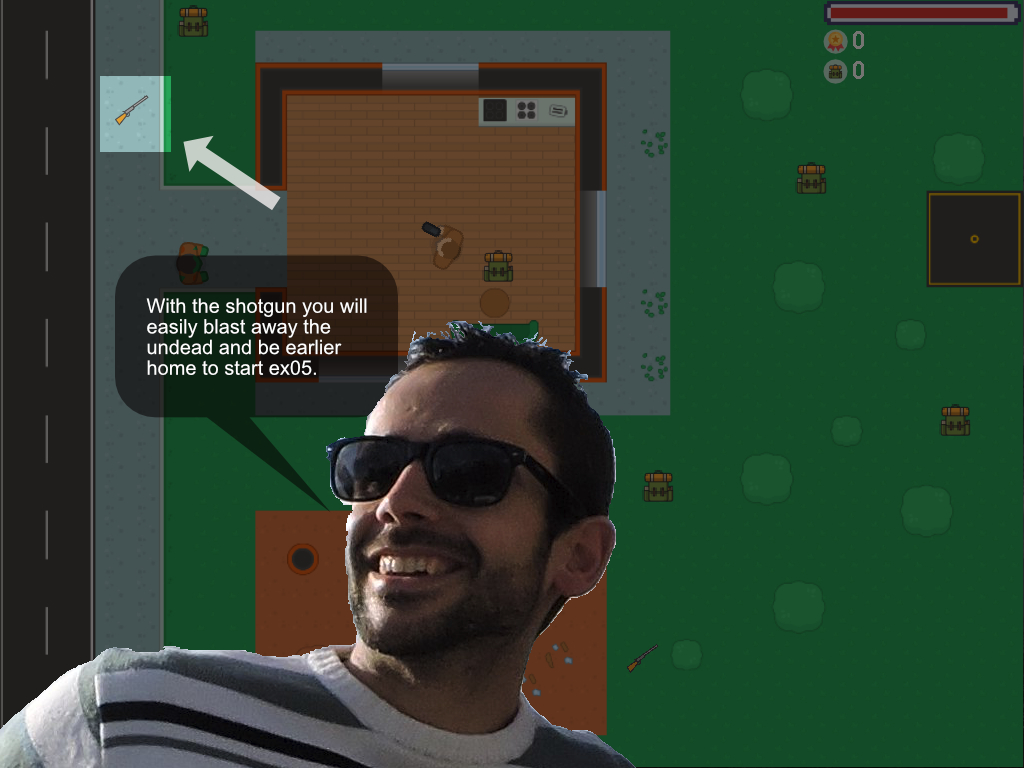 0
0
With the shotgun you will
easily blast away the
undead and be earlier
home to start ex05.